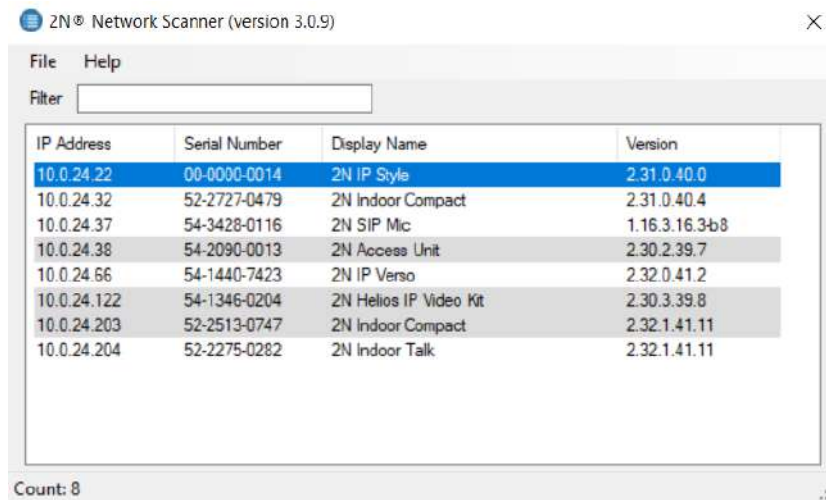 2N® Network Scanner (version 3.0.9)
File Help
Filter
IP Address Serial Number Display Name Version
10.0.24.22 00-0000-0014 2N IP Style 2.31.0.40.0
10.0.24.32 52-2727-0479 2N Indoor Compact 2.31.0.40.4
10.0.24.37 54-3428-0116 2N SIP Mic 1.16.3.16.3-b8
10.0.24.38 54-2090-0013 2N Access Unit 2.30.2.39.7
10.0.24.66 54-1440-7423 2N IP Verso 2.32.0.41.2
10.0.24.122 54-1346-0204 2N Helios IP Video Kit 2.30.3.39.8
10.0.24.203 52-2513-0747 2N Indoor Compact 2.32.1.41.11
10.0.24.204 52-2275-0282 2N Indoor Talk 2.32.1.41.11
Count: 8